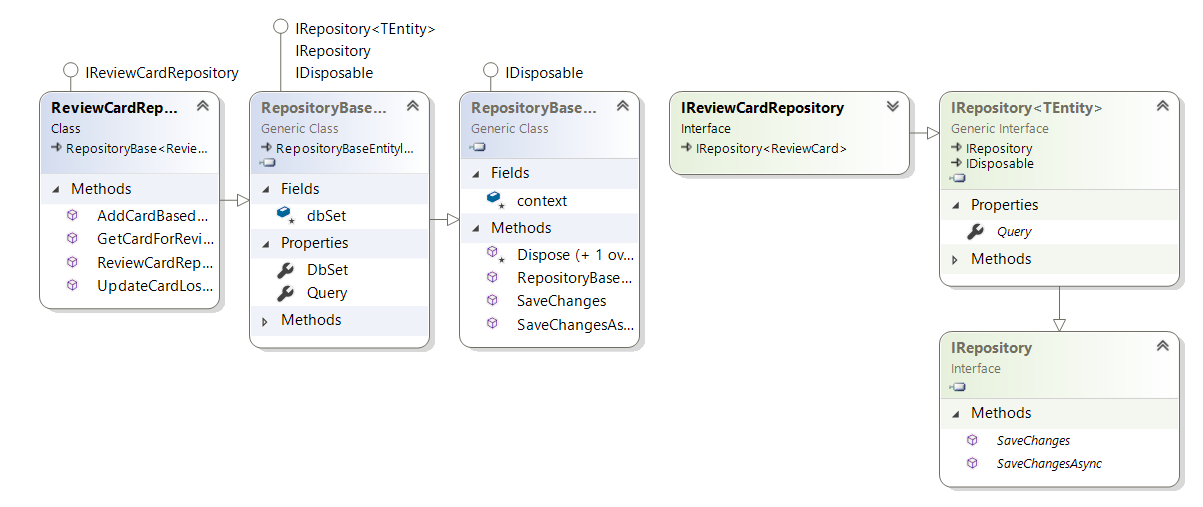 IReviewCardRepository
ReviewCardRep...
Class
RepositoryBase<Revie...
Methods
AddCardBased...
GetCardForRevi...
ReviewCardRep...
UpdateCardLos...
IRepository<TEntity>
IRepository
IDisposable
RepositoryBase...
Generic Class
RepositoryBaseEntityI...
Fields
dbSet
Properties
DbSet
Query
Methods
IDisposable
RepositoryBase...
Generic Class
Fields
context
Methods
Dispose (+ 1 ov...
RepositoryBase...
SaveChanges
SaveChangesAs...
IReviewCardRepository
Interface
IRepository<ReviewCard>
IRepository<TEntity>
Generic Interface
IRepository
IDisposable
Properties
Query
Methods
IRepository
Interface
Methods
SaveChanges
SaveChangesAsync